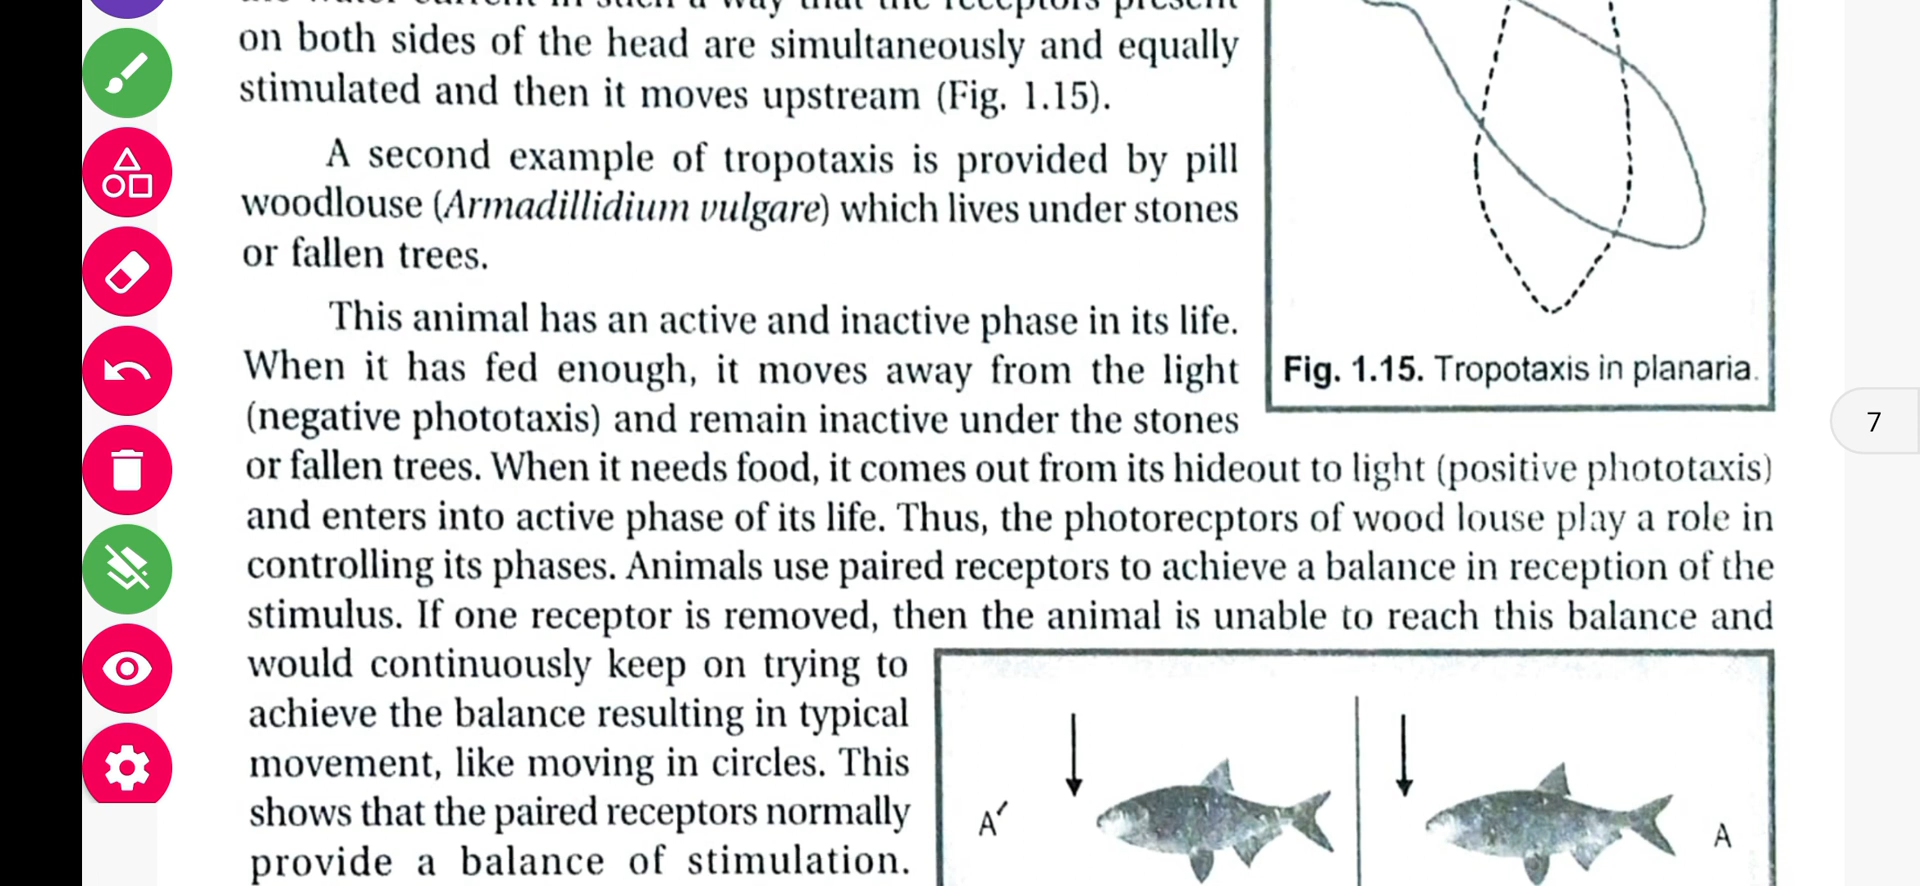 on both sides of the head are simultaneously and equally
stimulated and then it moves upstream (Fig. 1.15).
A second example of tropotaxis is provided by pill
woodlouse (Armadillidium vulgare) which lives under stones
or fallen trees.
This animal has an active and inactive phase in its life.
When it has fed enough, it moves away from the light
(negative phototaxis) and remain inactive under the stones
or fallen trees. When it needs food, it comes out from its hideout to light (positive phototaxis)
and enters into active phase of its life. Thus, the photorecptors of wood louse play a role in
controlling its phases. Animals use paired receptors to achieve a balance in reception of the
stimulus. If one receptor is removed, then the animal is unable to reach this balance and
would continuously keep on trying to
achieve the balance resulting in typical
movement, like moving in circles. This
shows that the paired receptors normally
provide a balance of stimulation.
Fig. 1.15. Tropotaxis in planaria.
7
A′
A